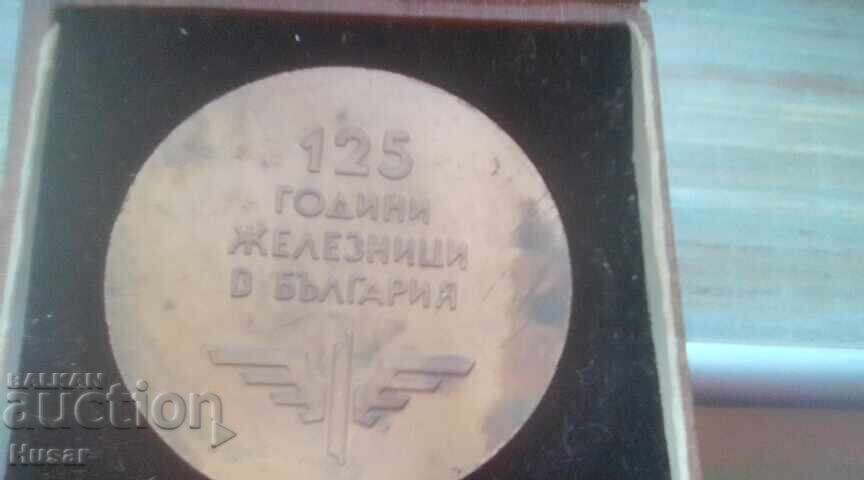 125
ГОДИНИ
ЖЕЛЕЗНИЦИ
В БЪЛГАРИЯ
BALKAN
auction
Husar